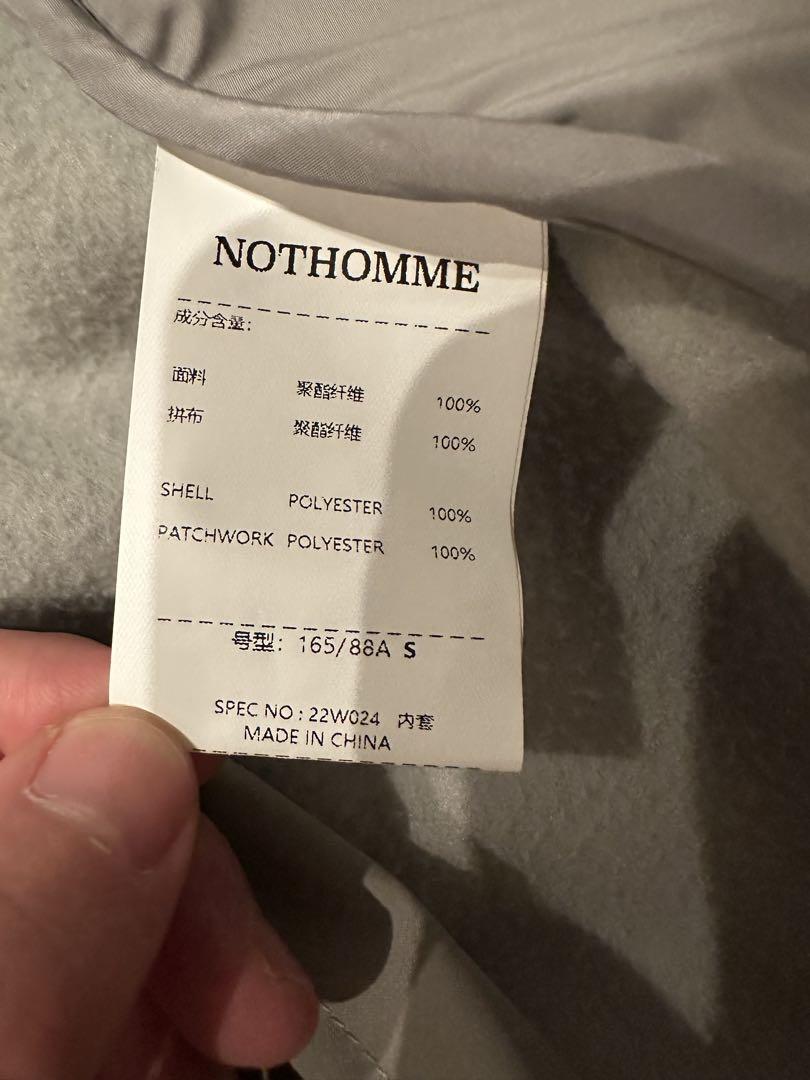 NOTHOMME
成分含量:
面料 聚酯纤维 100%
拼布 聚酯纤维 100%
SHELL POLYESTER 100%
PATCHWORK POLYESTER 100%
号型: 165/88A S
SPEC NO : 22W024 内套
MADE IN CHINA